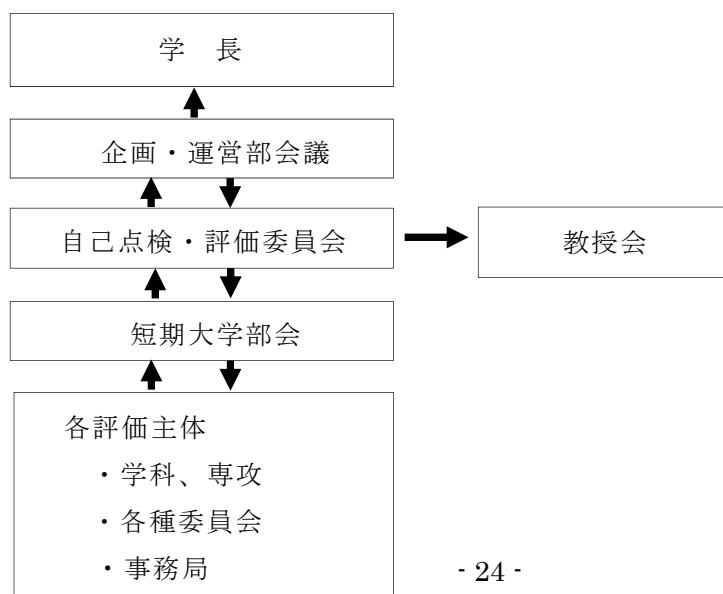 学　長
企画・運営部会議
自己点検・評価委員会
教授会
短期大学部会
各評価主体
・学科、専攻
・各種委員会
・事務局
- 24 -